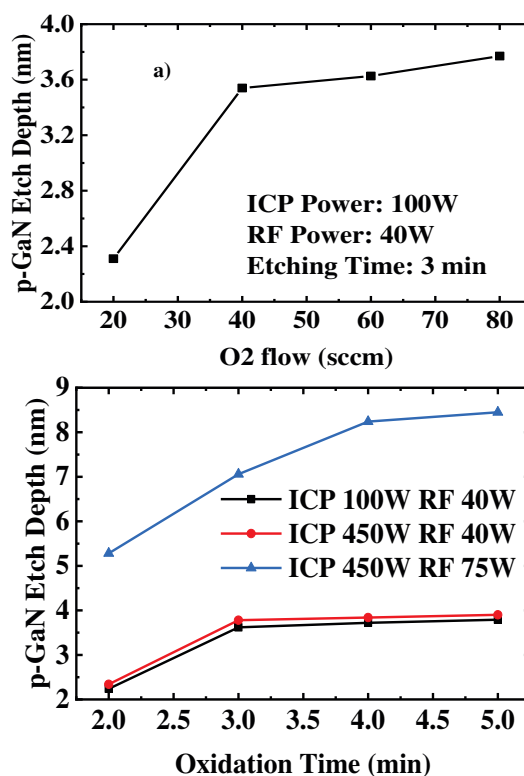 p-GaN Etch Depth (nm)
4.0
3.6
3.2
2.8
2.4
2.0
a)
ICP Power: 100W
RF Power: 40W
Etching Time: 3 min
20 30 40 50 60 70 80
O2 flow (sccm)
p-GaN Etch Depth (nm)
9
8
7
6
5
4
3
2
ICP 100W RF 40W
ICP 450W RF 40W
ICP 450W RF 75W
2.0 2.5 3.0 3.5 4.0 4.5 5.0
Oxidation Time (min)